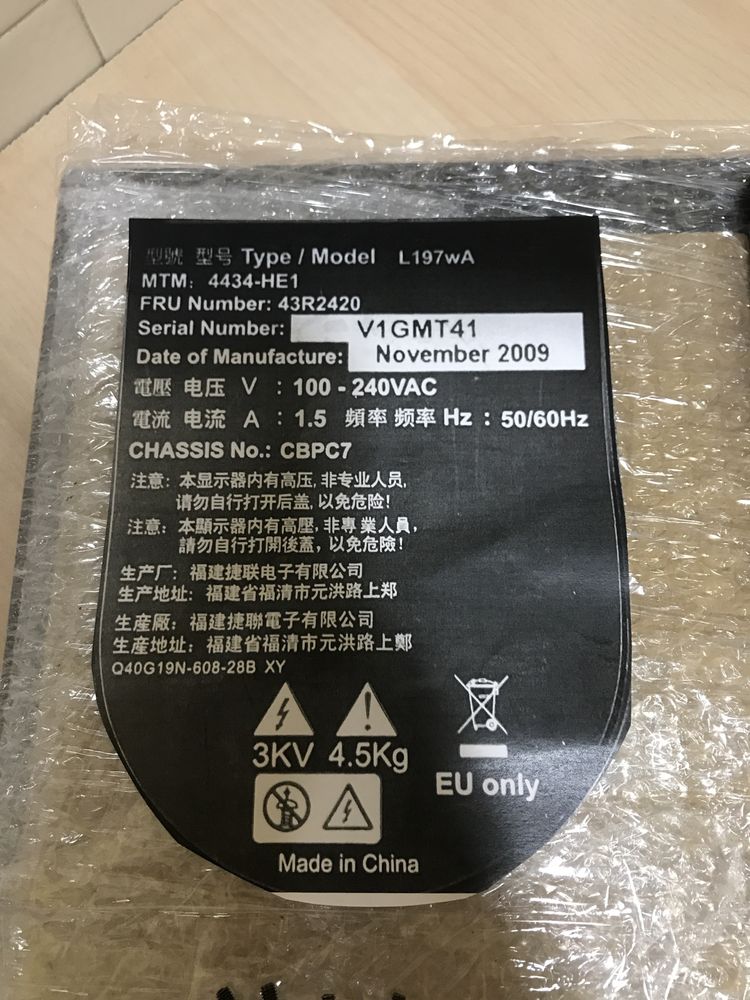 型號 型号 Type / Model L197wA
MTM: 4434-HE1
FRU Number: 43R2420
Serial Number: V1GMT41
Date of Manufacture: November 2009
電壓 电压 V : 100 - 240VAC
電流 电流 A : 1.5 頻率 频率 Hz : 50/60Hz
CHASSIS No.: CBPC7
注意: 本显示器内有高压, 非专业人员,
请勿自行打开后盖, 以免危险!
注意: 本顯示器内有高壓, 非專業人員,
請勿自行打開後蓋, 以免危險!
生产厂: 福建捷联电子有限公司
生产地址: 福建省福清市元洪路上郑
生産廠: 福建捷聯電子有限公司
生産地址: 福建省福清市元洪路上鄭
Q40G19N-608-28B XY
3KV 4.5Kg
EU only
Made in China